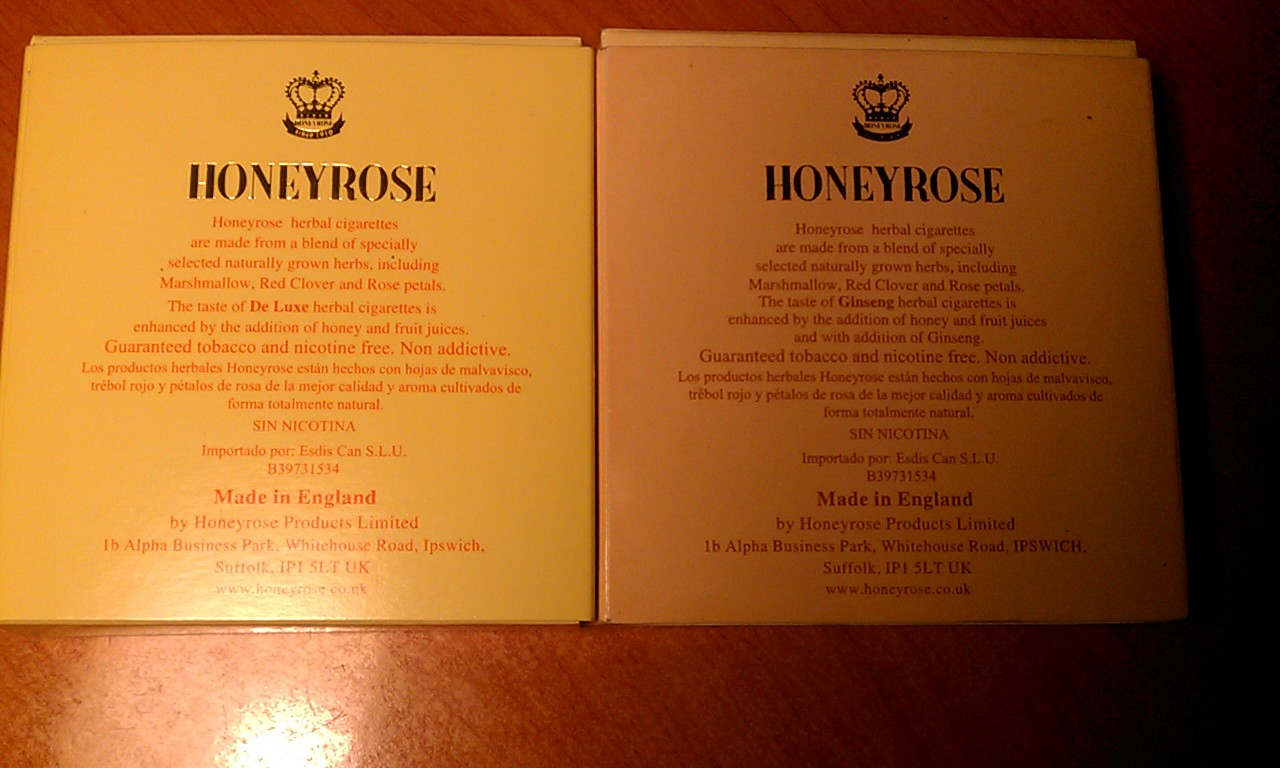 HONEYROSE
since 1910
HONEYROSE
Honeyrose herbal cigarettes
are made from a blend of specially
selected naturally grown herbs, including
Marshmallow, Red Clover and Rose petals.
The taste of De Luxe herbal cigarettes is
enhanced by the addition of honey and fruit juices.
Guaranteed tobacco and nicotine free. Non addictive.
Los productos herbales Honeyrose están hechos con hojas de malvavisco,
trébol rojo y pétalos de rosa de la mejor calidad y aroma cultivados de
forma totalmente natural.
SIN NICOTINA
Importado por: Esdis Can S.L.U.
B39731534
Made in England
by Honeyrose Products Limited
1b Alpha Business Park, Whitehouse Road, Ipswich,
Suffolk, IP1 5LT UK
www.honeyrose.co.uk
HONEYROSE
HONEYROSE
Honeyrose herbal cigarettes
are made from a blend of specially
selected naturally grown herbs, including
Marshmallow, Red Clover and Rose petals.
The taste of Ginseng herbal cigarettes is
enhanced by the addition of honey and fruit juices
and with addition of Ginseng.
Guaranteed tobacco and nicotine free. Non addictive.
Los productos herbales Honeyrose están hechos con hojas de malvavisco,
trébol rojo y pétalos de rosa de la mejor calidad y aroma cultivados de
forma totalmente natural.
SIN NICOTINA
Importado por: Esdis Can S.L.U.
B39731534
Made in England
by Honeyrose Products Limited
1b Alpha Business Park, Whitehouse Road, IPSWICH,
Suffolk, IP1 5LT UK
www.honeyrose.co.uk